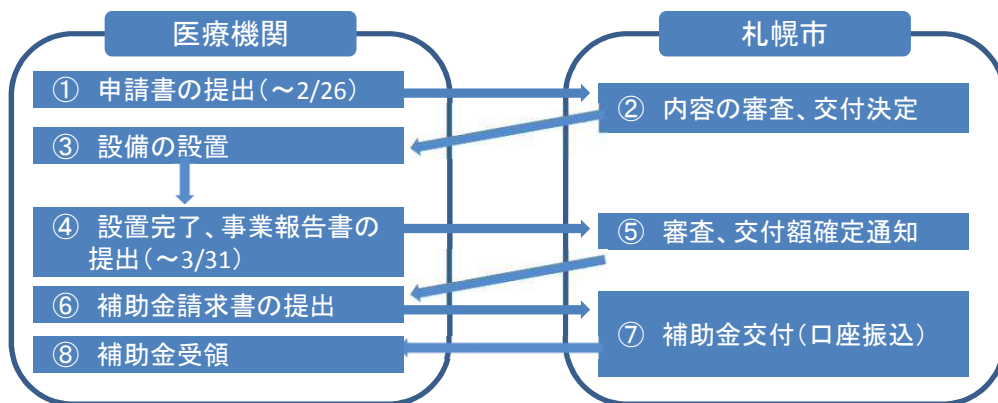 医療機関
① 申請書の提出(～2/26)
③ 設備の設置
④ 設置完了、事業報告書の
提出(～3/31)
⑥ 補助金請求書の提出
⑧ 補助金受領
札幌市
② 内容の審査、交付決定
⑤ 審査、交付額確定通知
⑦ 補助金交付(口座振込)